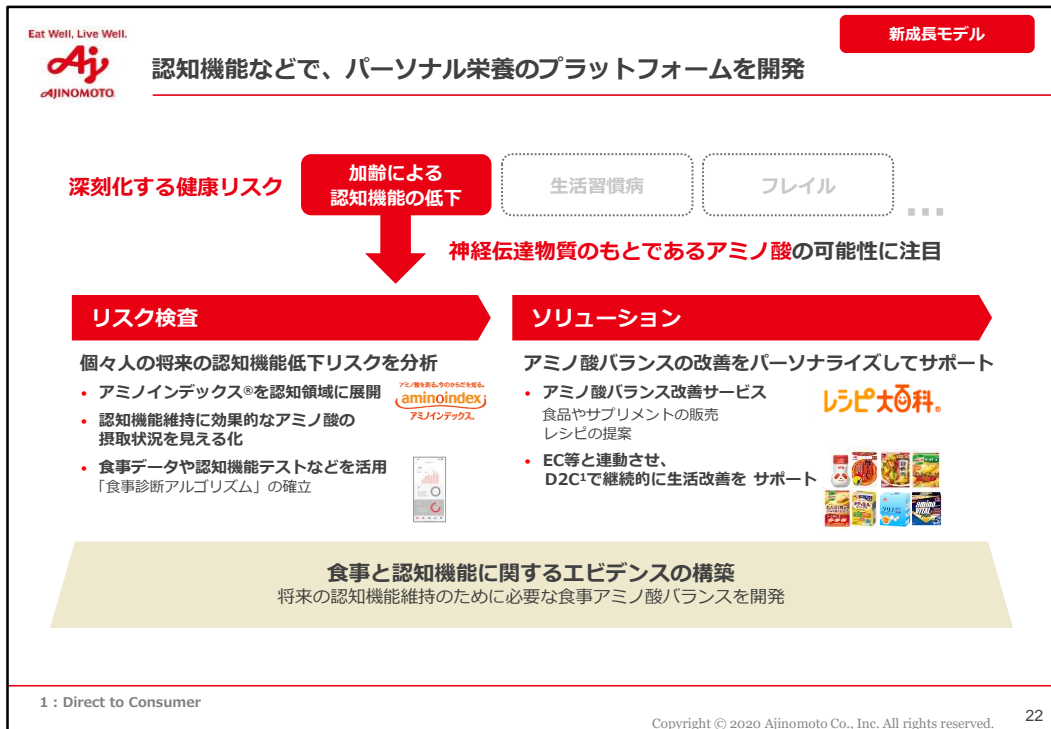 Eat Well, Live Well.
Aj
AJINOMOTO
新成長モデル
認知機能などで、パーソナル栄養のプラットフォームを開発
深刻化する健康リスク
加齢による
認知機能の低下
生活習慣病
フレイル
...
神経伝達物質のもとであるアミノ酸の可能性に注目
リスク検査
個々人の将来の認知機能低下リスクを分析
• アミノインデックス®を認知領域に展開
アミノ酸を測る。今のからだを知る。
aminoindex
アミノインデックス。
• 認知機能維持に効果的なアミノ酸の
摂取状況を見える化
• 食事データや認知機能テストなどを活用
「食事診断アルゴリズム」の確立
ソリューション
アミノ酸バランスの改善をパーソナライズしてサポート
• アミノ酸バランス改善サービス
食品やサプリメントの販売
レシピの提案
レシピ大百科®
• EC等と連動させ、
D2C¹で継続的に生活改善を サポート
amino
VITAL
食事と認知機能に関するエビデンスの構築
将来の認知機能維持のために必要な食事アミノ酸バランスを開発
1：Direct to Consumer
Copyright © 2020 Ajinomoto Co., Inc. All rights reserved.
22